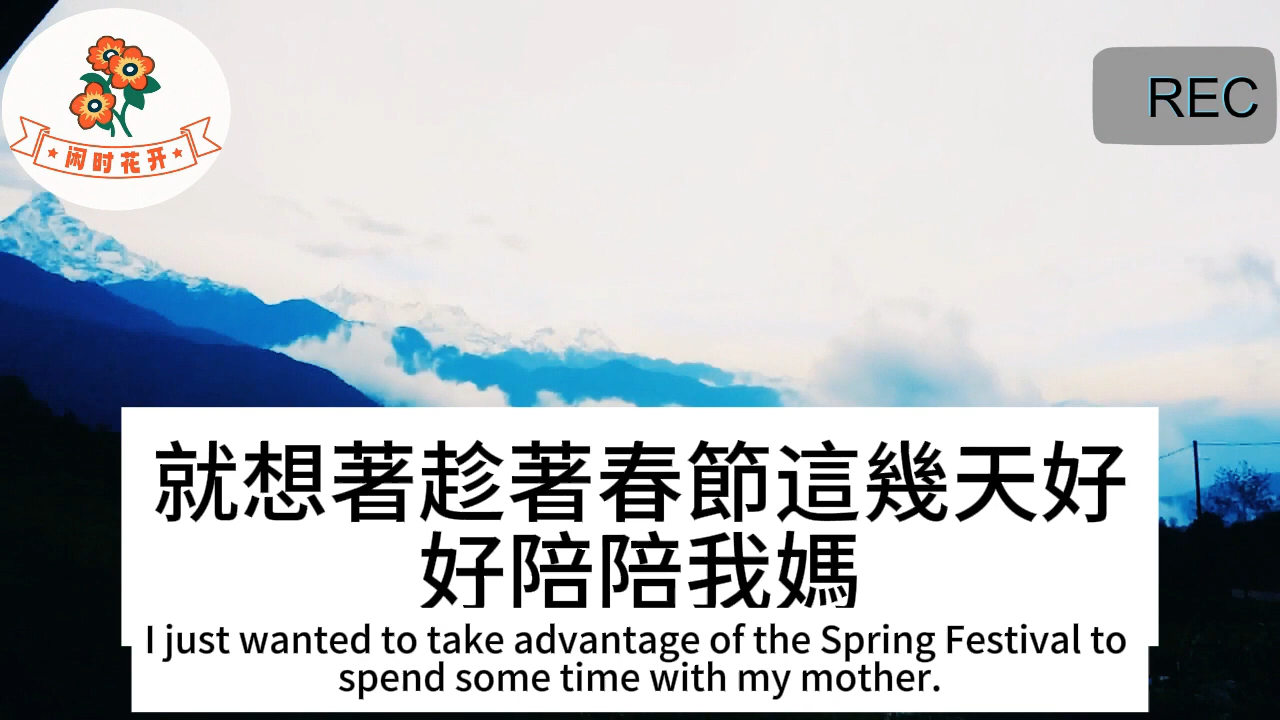 闲时花开
REC
就想著趁著春節這幾天好
好陪陪我媽
I just wanted to take advantage of the Spring Festival to
spend some time with my mother.